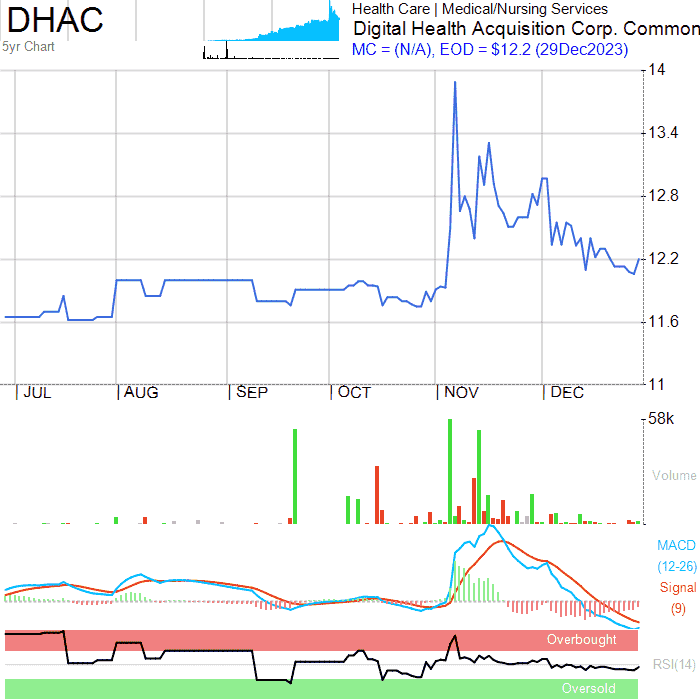 DHAC
5yr Chart
Health Care | Medical/Nursing Services
Digital Health Acquisition Corp. Common
MC = (N/A), EOD = $12.2 (29Dec2023)
14
13.4
12.8
12.2
11.6
11
JUL AUG SEP OCT NOV DEC
58k
Volume
MACD
(12-26)
Signal
(9)
Overbought
RSI(14)
Oversold